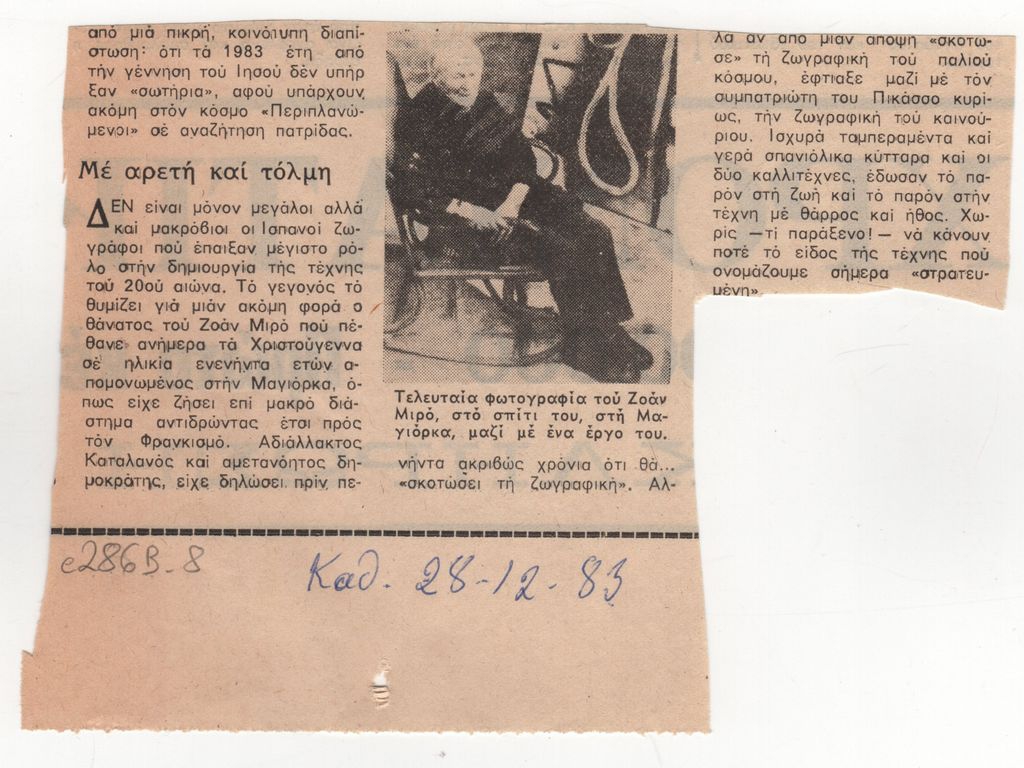 από μιά πικρή, κοινότυπη διαπί-
στωση: ότι τά 1983 έτη από
τήν γέννηση τού Ιησού δέν υπήρ
ξαν «σωτήρια», αφού υπάρχουν
ακόμη στόν κόσμο «Περιπλανώ-
μενοι» σέ αναζήτηση πατρίδας.
Μέ αρετή καί τόλμη
ΔΕΝ είναι μόνον μεγάλοι αλλά
καί μακρόβιοι οι Ισπανοί ζω-
γράφοι πού έπαιξαν μέγιστο ρό-
λο στήν δημιουργία τής τέχνης
τού 20ού αιώνα. Τό γεγονός τό
θυμίζει γιά μιάν ακόμη φορά ο
θάνατος τού Ζοάν Μιρό πού πέ-
θανε ανήμερα τά Χριστούγεννα
σέ ηλικία ενενήντα ετών α-
πομονωμένος στήν Μαγιόρκα, ό-
πως είχε ζήσει επί μακρό διά-
στημα αντιδρώντας έτσι πρός
τόν Φρανκισμό. Αδιάλλακτος
Καταλανός καί αμετανόητος δη-
μοκράτης, είχε δηλώσει πρίν πε-
Τελευταία φωτογραφία τού Ζοάν
Μιρό, στό σπίτι του, στή Μα-
γιόρκα, μαζί μέ ένα έργο του.
νήντα ακριβώς χρόνια ότι θά...
«σκοτώσει τή ζωγραφική». Αλ-
λά άν από μιάν άποψη «σκότω-
σε» τή ζωγραφική τού παλιού
κόσμου, έφτιαξε μαζί μέ τόν
συμπατριώτη του Πικάσσο κυρί-
ως, τήν ζωγραφική τού καινού-
ριου. Ισχυρά ταμπεραμέντα καί
γερά σπανιόλικα κύτταρα καί οι
δύο καλλιτέχνες, έδωσαν τό πα-
ρόν στή ζωή καί τό παρόν στήν
τέχνη μέ θάρρος καί ήθος. Χω-
ρίς —τί παράξενο!— νά κάνουν
ποτέ τό είδος τής τέχνης πού
ονομάζουμε σήμερα «στρατευ-
μένη»
c286B-8
Καθ. 28-12-83